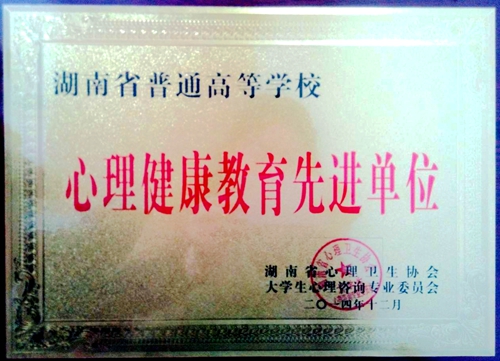 湖南省普通高等学校
心理健康教育先进单位
湖南省心理卫生协会
大学生心理咨询专业委员会
二〇一四年十二月